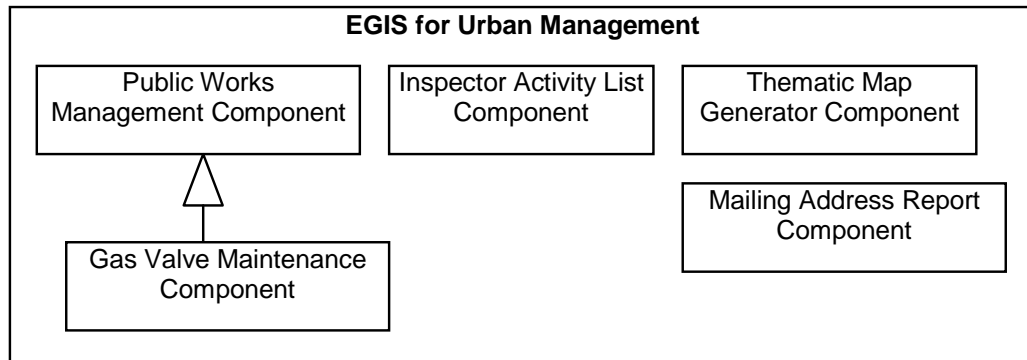 EGIS for Urban Management
Public Works
Management Component
Inspector Activity List
Component
Thematic Map
Generator Component
Mailing Address Report
Component
Gas Valve Maintenance
Component